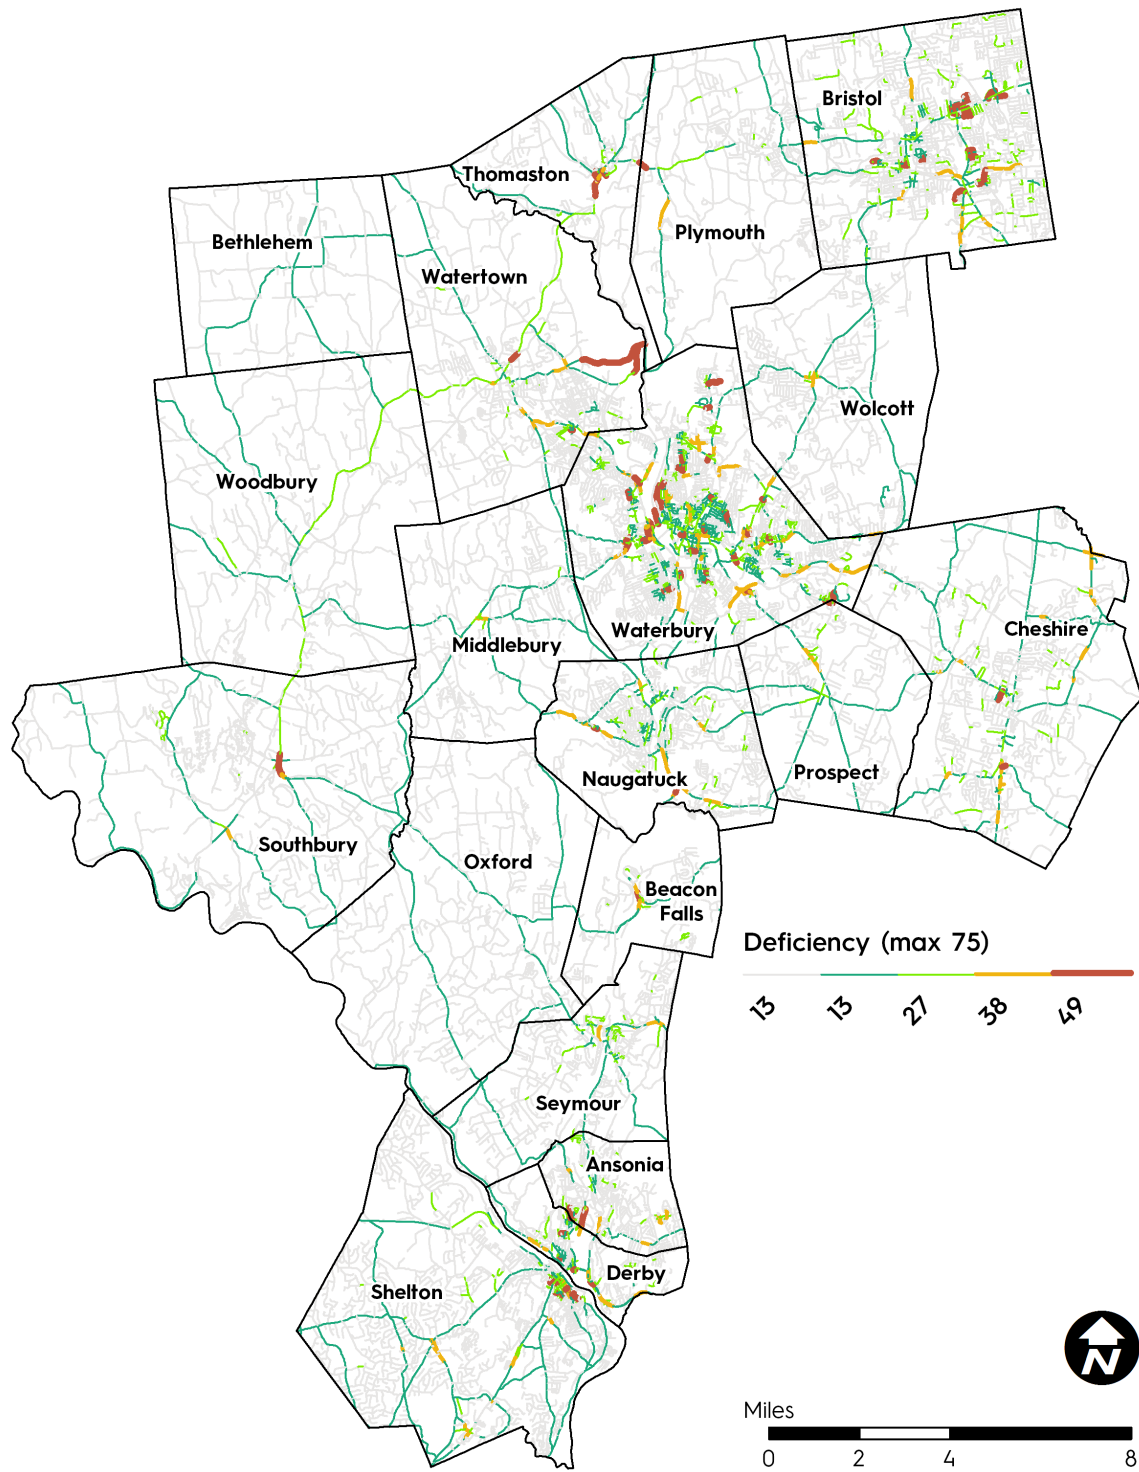 Bristol
Thomaston
Plymouth
Bethlehem
Watertown
Wolcott
Woodbury
Waterbury
Cheshire
Middlebury
Naugatuck
Prospect
Southbury
Oxford
Beacon
Falls
Deficiency (max 75)
13 13 27 38 49
Seymour
Ansonia
Derby
Shelton
N
Miles
0 2 4 8